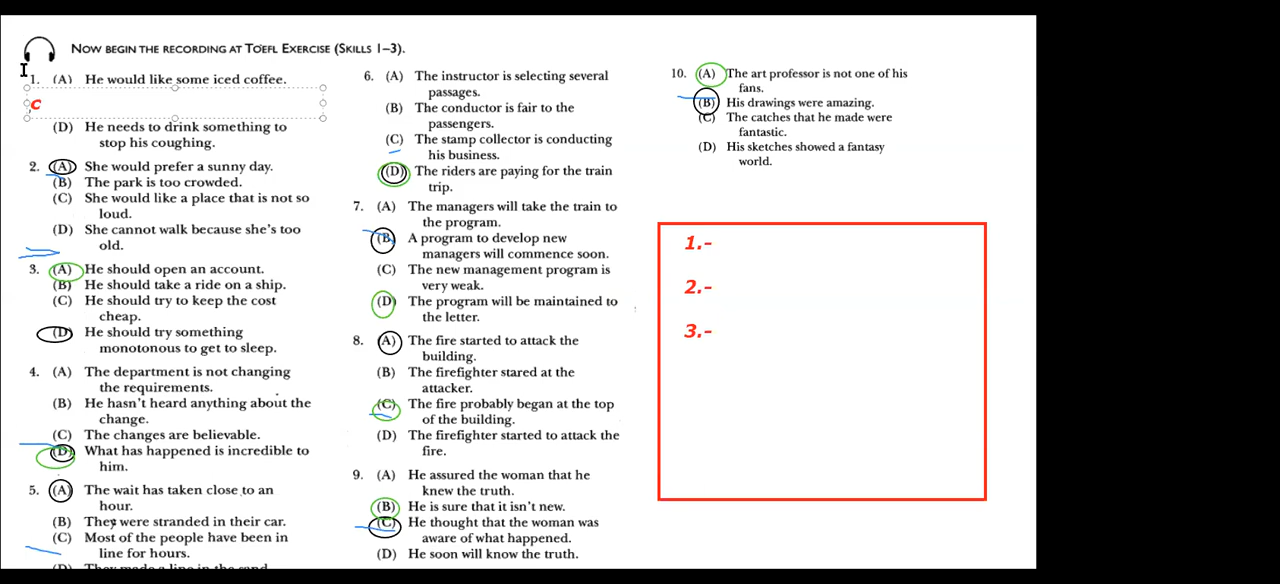 NOW BEGIN THE RECORDING AT TOEFL EXERCISE (SKILLS 1–3).
1. (A) He would like some iced coffee.
c
(D) He needs to drink something to
stop his coughing.
2. (A) She would prefer a sunny day.
(B) The park is too crowded.
(C) She would like a place that is not so
loud.
(D) She cannot walk because she's too
old.
3. (A) He should open an account.
(B) He should take a ride on a ship.
(C) He should try to keep the cost
cheap.
(D) He should try something
monotonous to get to sleep.
4. (A) The department is not changing
the requirements.
(B) He hasn't heard anything about the
change.
(C) The changes are believable.
(D) What has happened is incredible to
him.
5. (A) The wait has taken close to an
hour.
(B) They were stranded in their car.
(C) Most of the people have been in
line for hours.
(D) They made a line in the sand
6. (A) The instructor is selecting several
passages.
(B) The conductor is fair to the
passengers.
(C) The stamp collector is conducting
his business.
(D) The riders are paying for the train
trip.
7. (A) The managers will take the train to
the program.
(B) A program to develop new
managers will commence soon.
(C) The new management program is
very weak.
(D) The program will be maintained to
the letter.
8. (A) The fire started to attack the
building.
(B) The firefighter stared at the
attacker.
(C) The fire probably began at the top
of the building.
(D) The firefighter started to attack the
fire.
9. (A) He assured the woman that he
knew the truth.
(B) He is sure that it isn't new.
(C) He thought that the woman was
aware of what happened.
(D) He soon will know the truth.
10. (A) The art professor is not one of his
fans.
(B) His drawings were amazing.
(C) The catches that he made were
fantastic.
(D) His sketches showed a fantasy
world.
1.-
2.-
3.-